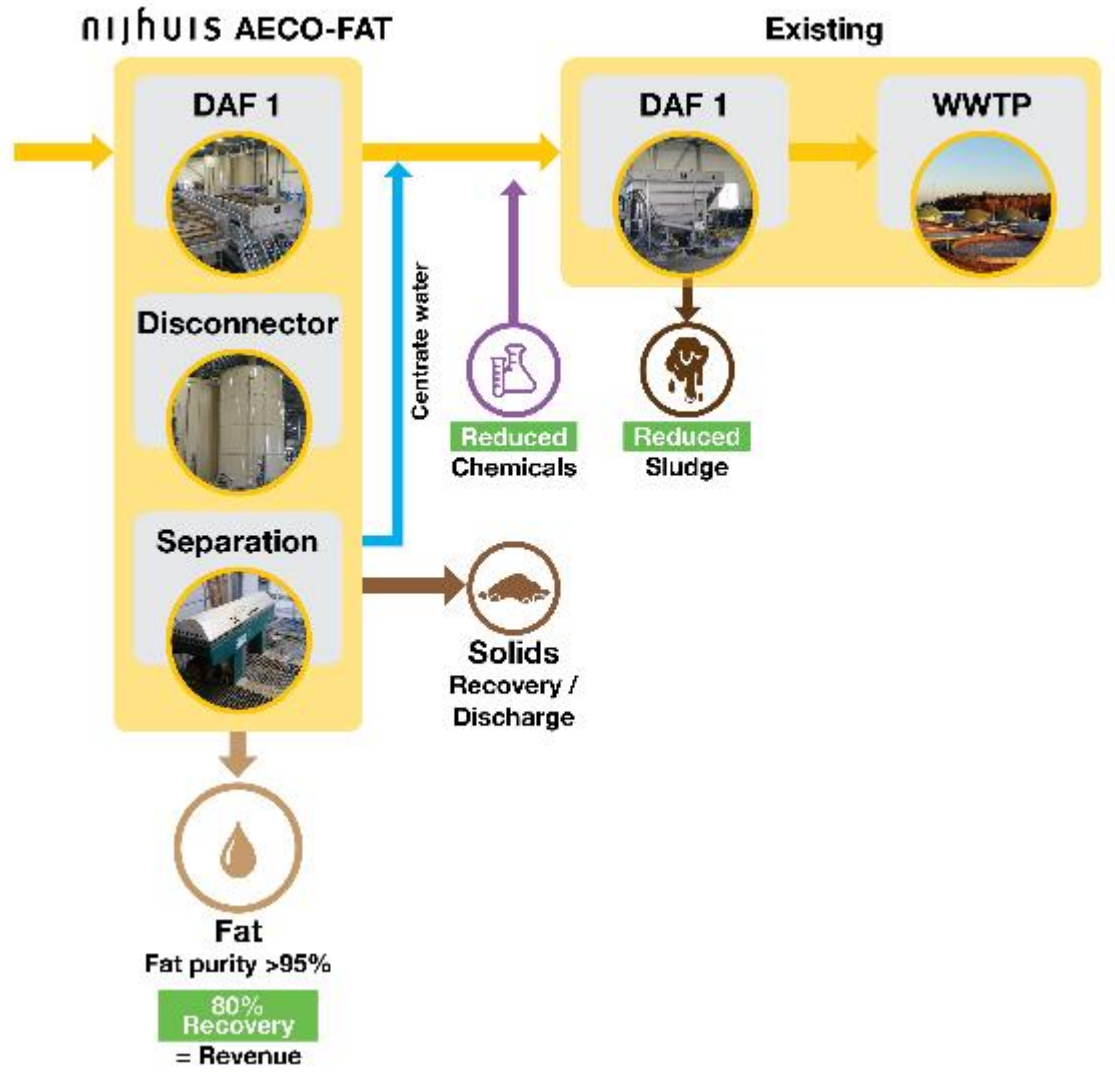 nijhuis AECO-FAT
Existing
DAF 1
DAF 1
WWTP
Disconnector
Centrate water
Reduced
Chemicals
Reduced
Sludge
Separation
Solids
Recovery /
Discharge
Fat
Fat purity >95%
80%
Recovery
= Revenue